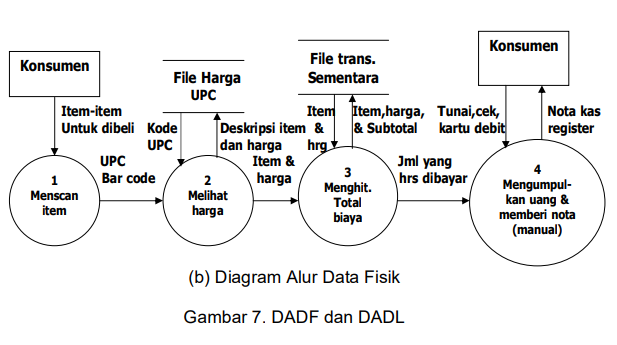 Konsumen
Item-item
Untuk dibeli
1
Menscan
item
UPC
Bar code
File Harga
UPC
Kode
UPC
Deskripsi item
dan harga
2
Melihat
harga
Item &
harga
File trans.
Sementara
Item
&
hrg
Item,harga,
& Subtotal
3
Menghit.
Total
biaya
Jml yang
hrs dibayar
Konsumen
Tunai,cek,
kartu debit
Nota kas
register
4
Mengumpul-
kan uang &
memberi nota
(manual)
(b) Diagram Alur Data Fisik
Gambar 7. DADF dan DADL